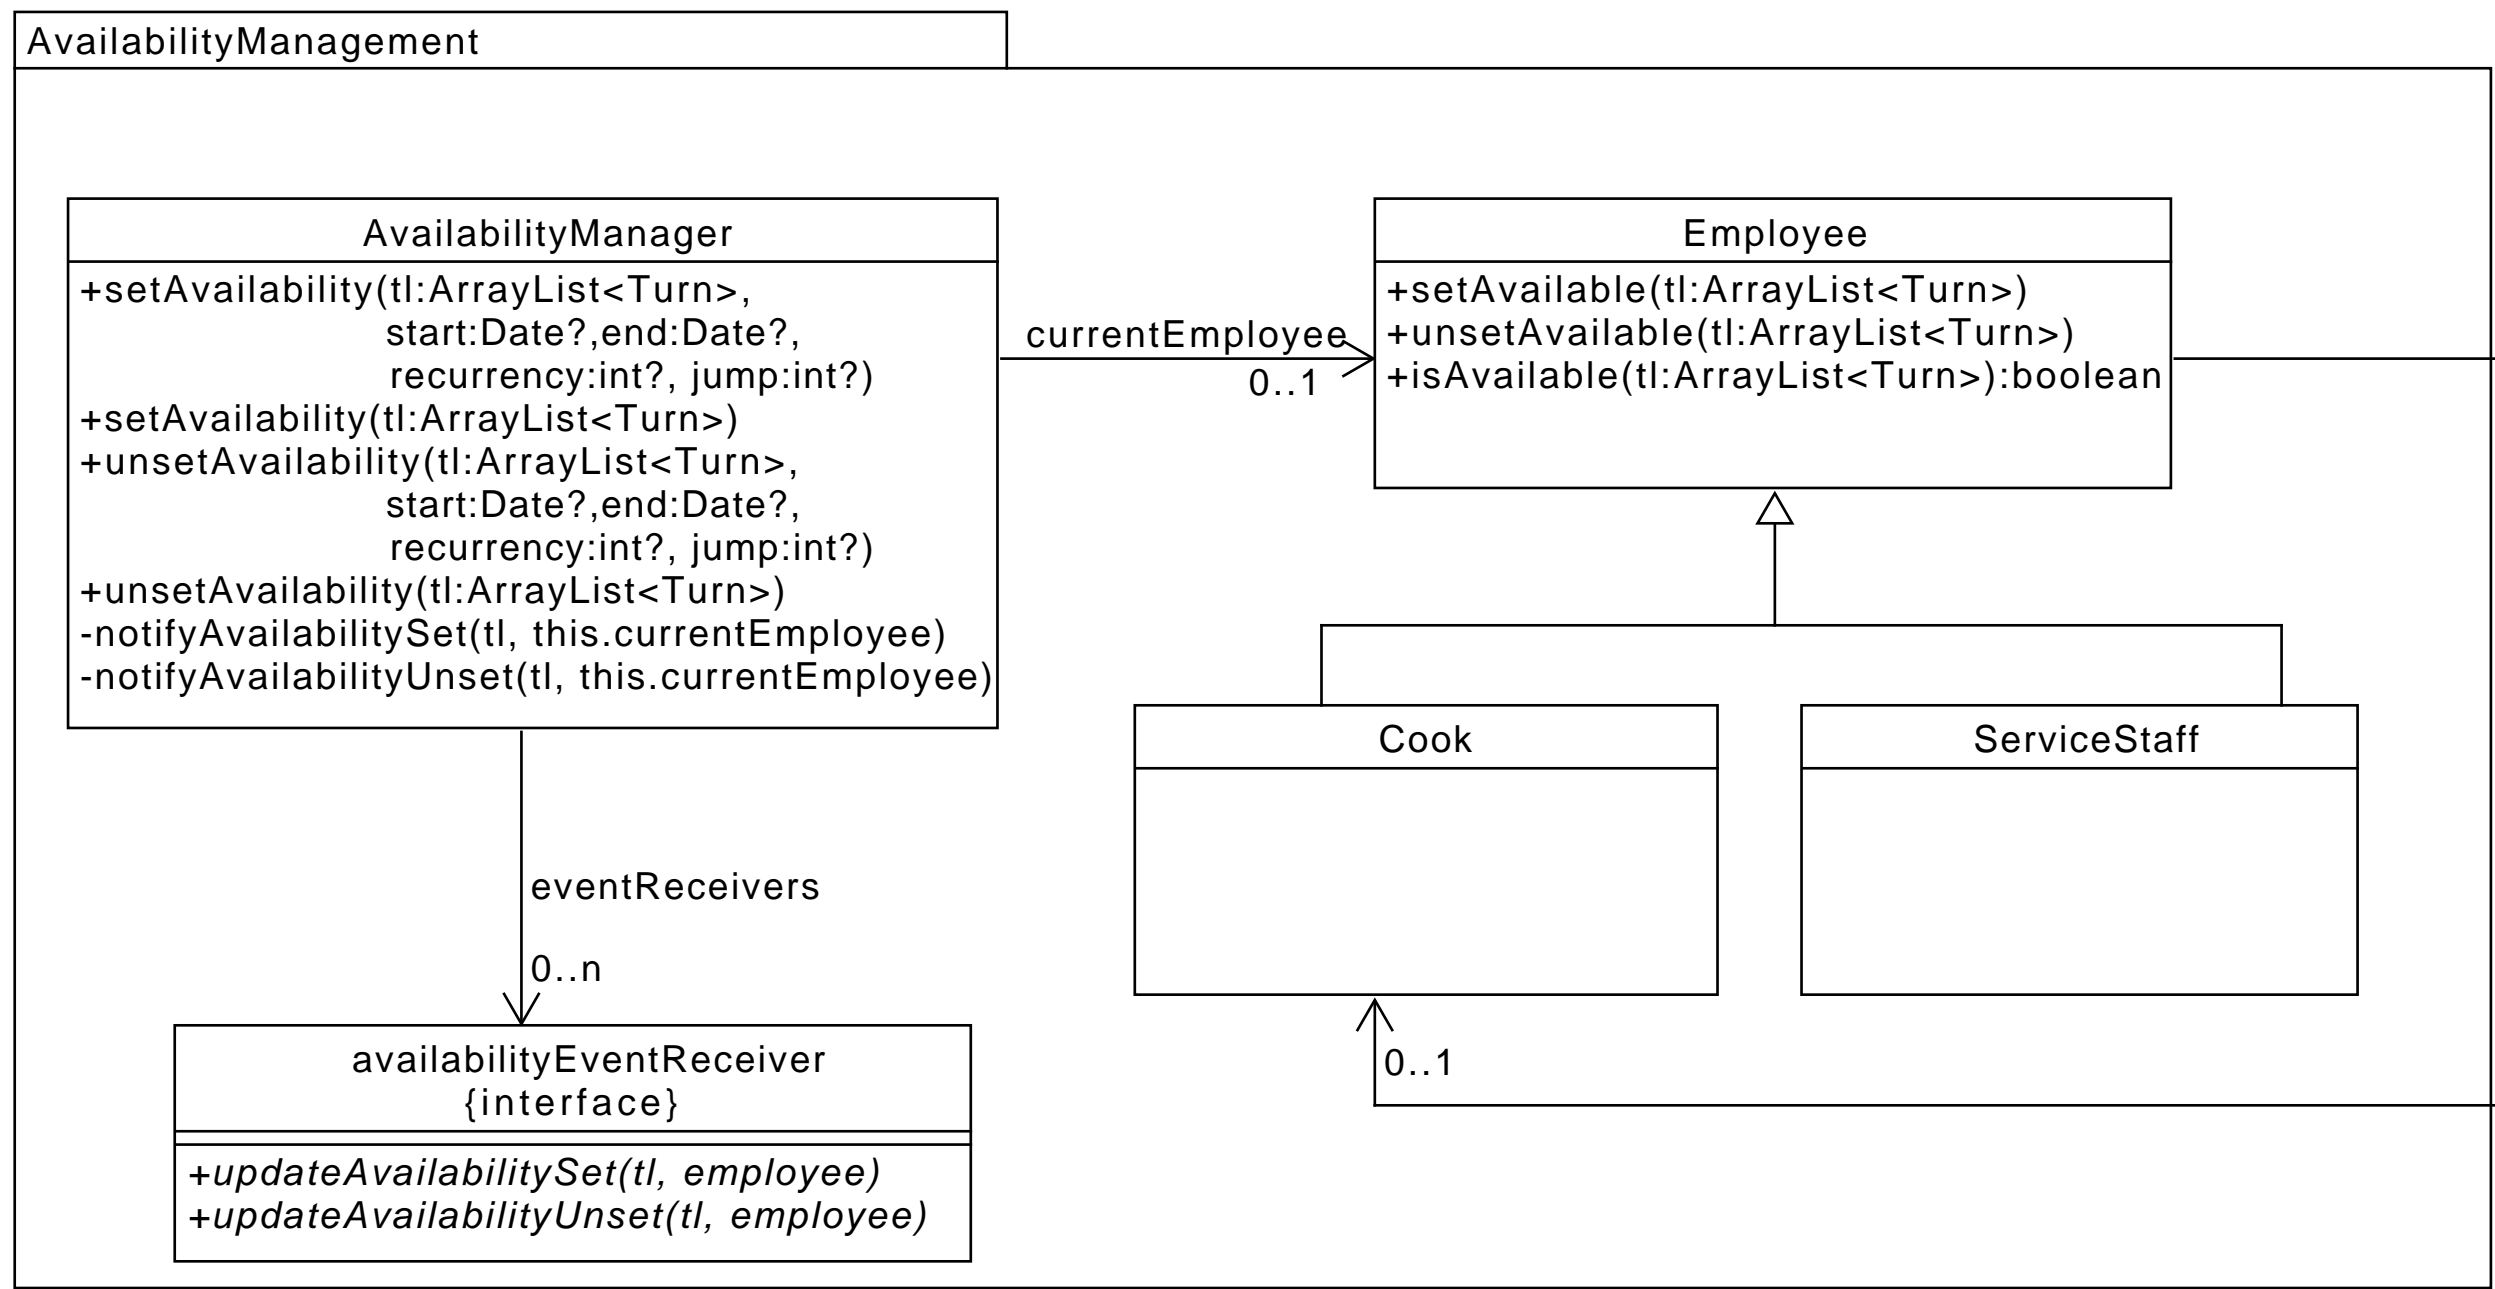 AvailabilityManagement
AvailabilityManager
+setAvailability(tl:ArrayList<Turn>,
start:Date?,end:Date?,
recurrency:int?, jump:int?)
+setAvailability(tl:ArrayList<Turn>)
+unsetAvailability(tl:ArrayList<Turn>,
start:Date?,end:Date?,
recurrency:int?, jump:int?)
+unsetAvailability(tl:ArrayList<Turn>)
-notifyAvailabilitySet(tl, this.currentEmployee)
-notifyAvailabilityUnset(tl, this.currentEmployee)
currentEmployee
0..1
Employee
+setAvailable(tl:ArrayList<Turn>)
+unsetAvailable(tl:ArrayList<Turn>)
+isAvailable(tl:ArrayList<Turn>):boolean
Cook
ServiceStaff
eventReceivers
0..n
0..1
availabilityEventReceiver
{interface}
+updateAvailabilitySet(tl, employee)
+updateAvailabilityUnset(tl, employee)